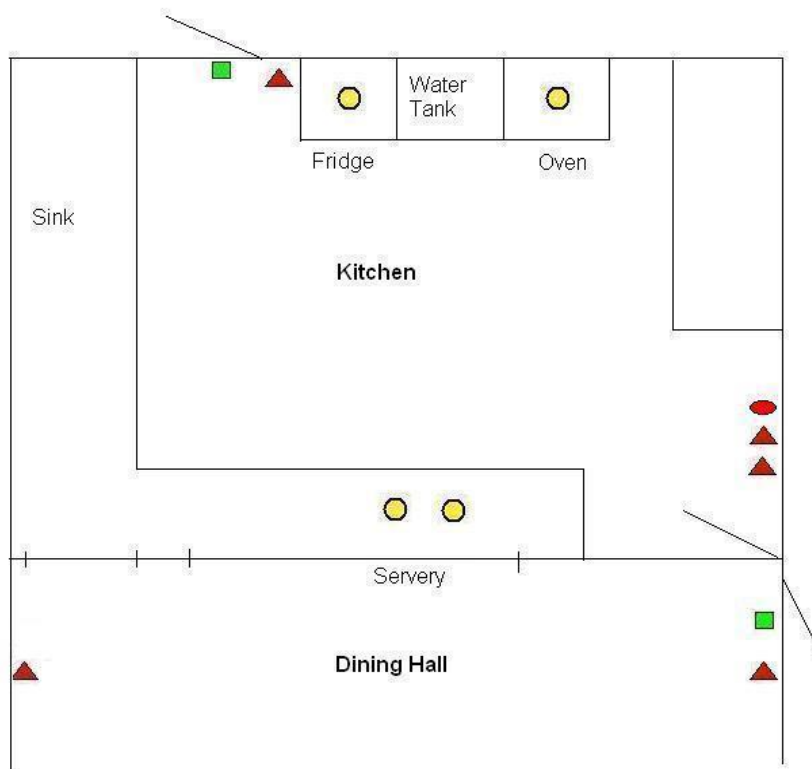 Water
Tank
Fridge
Oven
Sink
Kitchen
Servery
Dining Hall